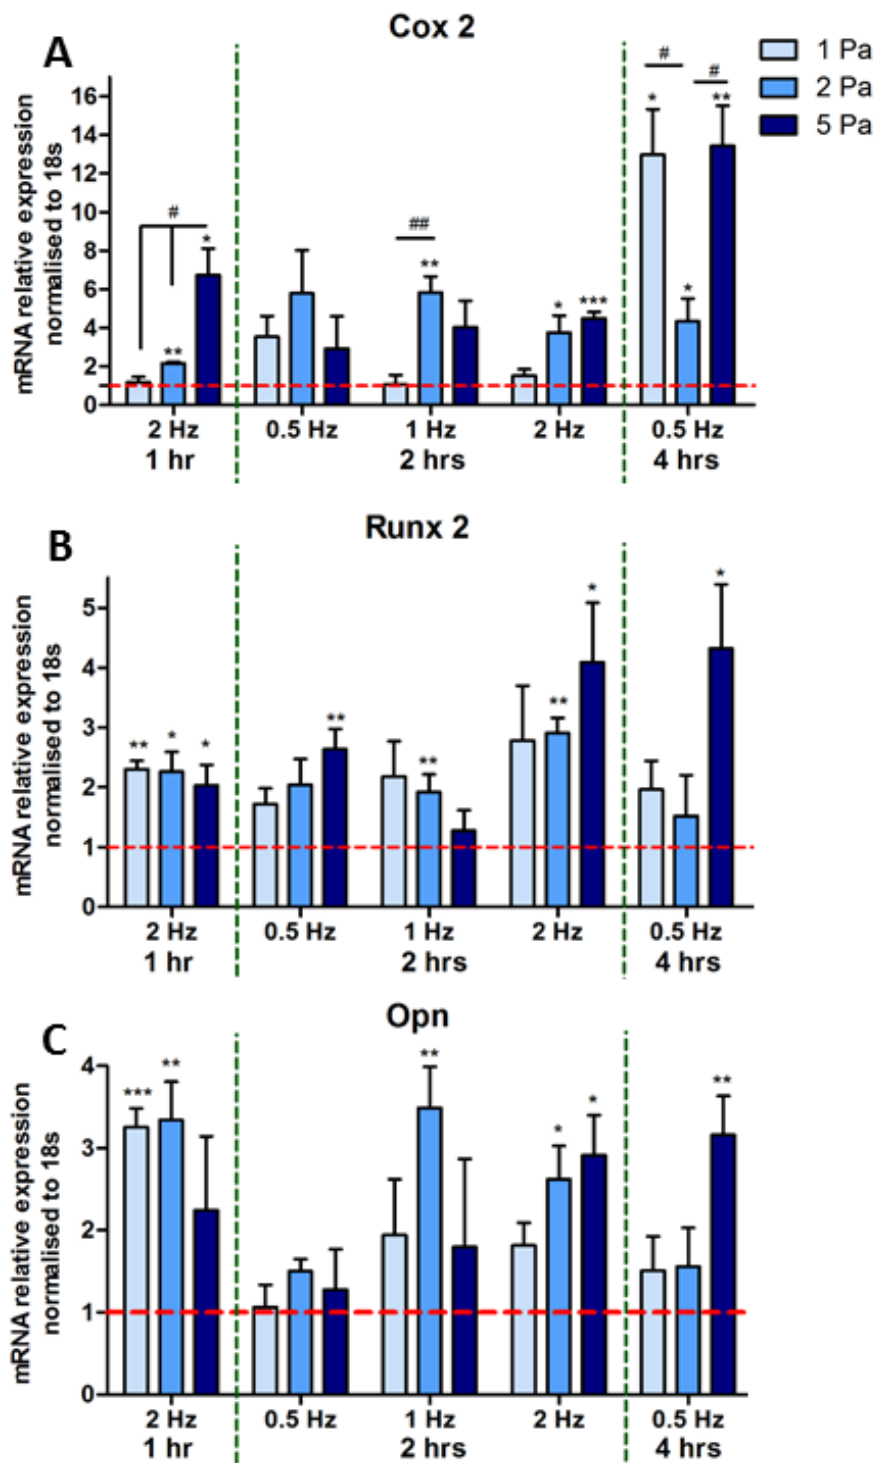 Cox 2
A
1 Pa
2 Pa
5 Pa
mRNA relative expression
normalised to 18s
16
14
12
10
8
6
4
2
0
#
*
**
##
**
*
***
#
#
*
*
**
2 Hz
0.5 Hz
1 Hz
2 Hz
0.5 Hz
1 hr
2 hrs
4 hrs
Runx 2
B
mRNA relative expression
normalised to 18s
5
4
3
2
1
0
**
*
*
**
**
**
*
*
2 Hz
0.5 Hz
1 Hz
2 Hz
0.5 Hz
1 hr
2 hrs
4 hrs
Opn
C
mRNA relative expression
normalised to 18s
4
3
2
1
0
***
**
**
*
*
**
2 Hz
0.5 Hz
1 Hz
2 Hz
0.5 Hz
1 hr
2 hrs
4 hrs